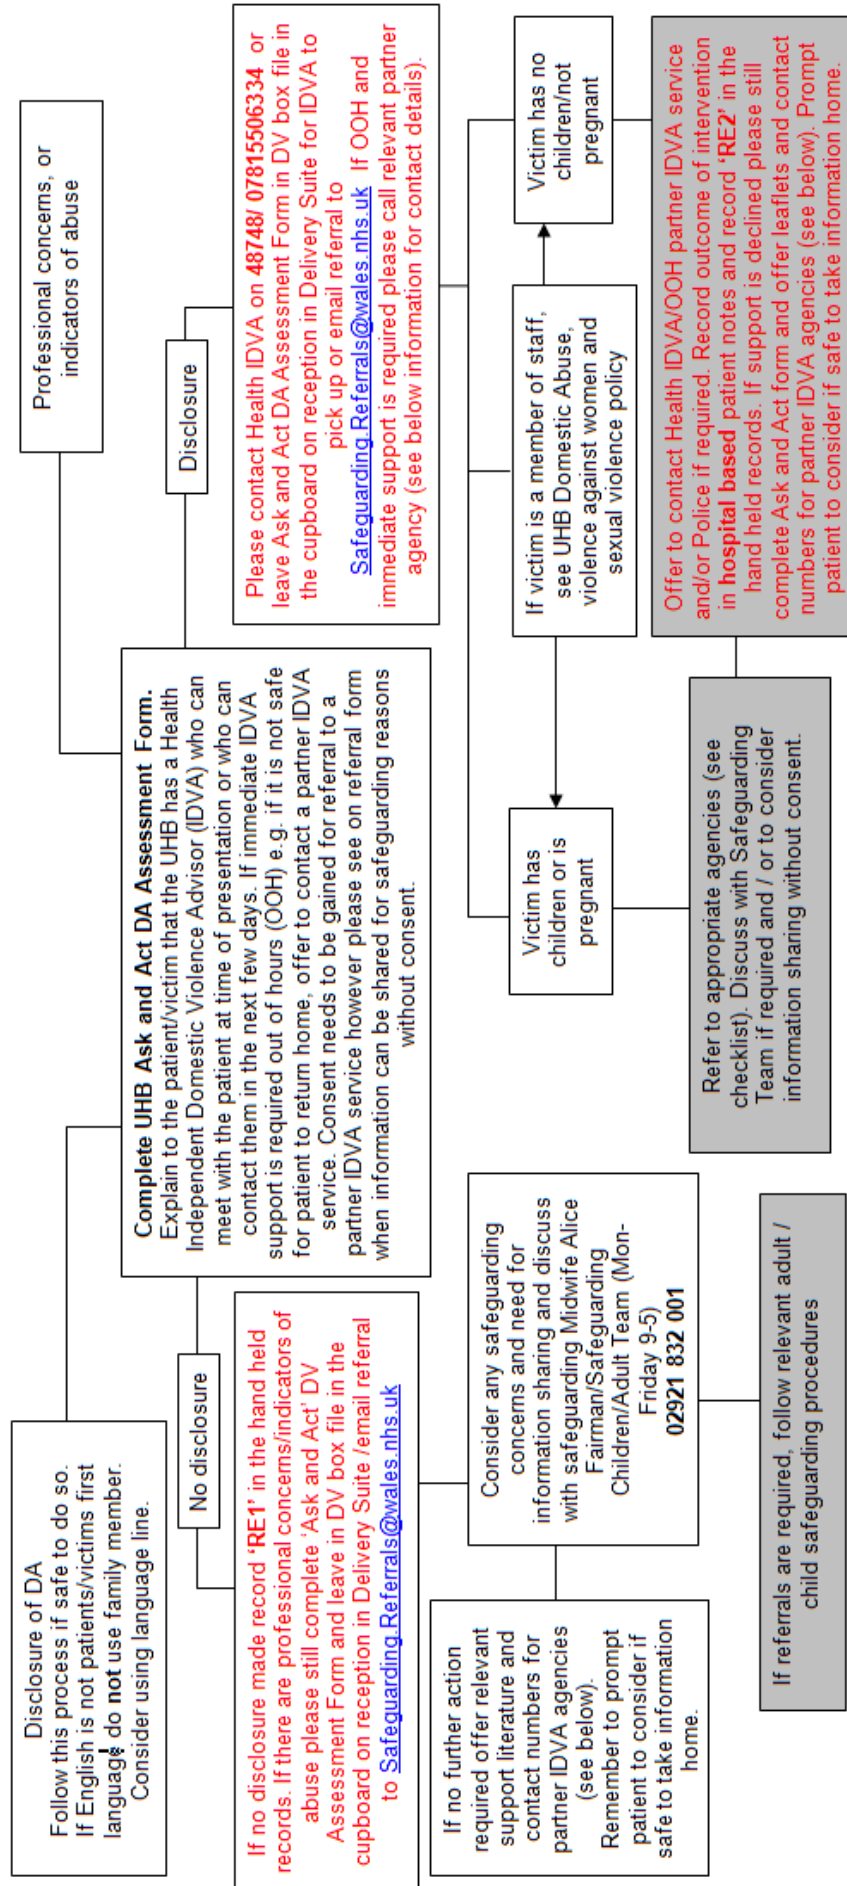 Disclosure of DA
Follow this process if safe to do so.
If English is not patients/victims first
language do not use family member.
Consider using language line.
Professional concerns, or
indicators of abuse
Complete UHB Ask and Act DA Assessment Form.
Explain to the patient/victim that the UHB has a Health
Independent Domestic Violence Advisor (IDVA) who can
meet with the patient at time of presentation or who can
contact them in the next few days. If immediate IDVA
support is required out of hours (OOH) e.g. if it is not safe
for patient to return home, offer to contact a partner IDVA
service. Consent needs to be gained for referral to a
partner IDVA service however please see on referral form
when information can be shared for safeguarding reasons
without consent.
No disclosure
Disclosure
If no disclosure made record ‘RE1’ in the hand held
records. If there are professional concerns/indicators of
abuse please still complete ‘Ask and Act’ DV
Assessment Form and leave in DV box file in the
cupboard on reception in Delivery Suite /email referral
to Safeguarding.Referrals@wales.nhs.uk
Please contact Health IDVA on 48748/ 07815506334 or
leave Ask and Act DA Assessment Form in DV box file in
the cupboard on reception in Delivery Suite for IDVA to
pick up or email referral to
Safeguarding.Referrals@wales.nhs.uk If OOH and
immediate support is required please call relevant partner
agency (see below information for contact details).
If no further action
required offer relevant
support literature and
contact numbers for
partner IDVA agencies
(see below).
Remember to prompt
patient to consider if
safe to take information
home.
Consider any safeguarding
concerns and need for
information sharing and discuss
with safeguarding Midwife Alice
Fairman/Safeguarding
Children/Adult Team (Mon-
Friday 9-5)
02921 832 001
Victim has
children or is
pregnant
If victim is a member of staff,
see UHB Domestic Abuse,
violence against women and
sexual violence policy
Victim has no
children/not
pregnant
If referrals are required, follow relevant adult /
child safeguarding procedures
Refer to appropriate agencies (see
checklist). Discuss with Safeguarding
Team if required and / or to consider
information sharing without consent.
Offer to contact Health IDVA/OOH partner IDVA service
and/or Police if required. Record outcome of intervention
in hospital based patient notes and record ‘RE2’ in the
hand held records. If support is declined please still
complete Ask and Act form and offer leaflets and contact
numbers for partner IDVA agencies (see below). Prompt
patient to consider if safe to take information home.